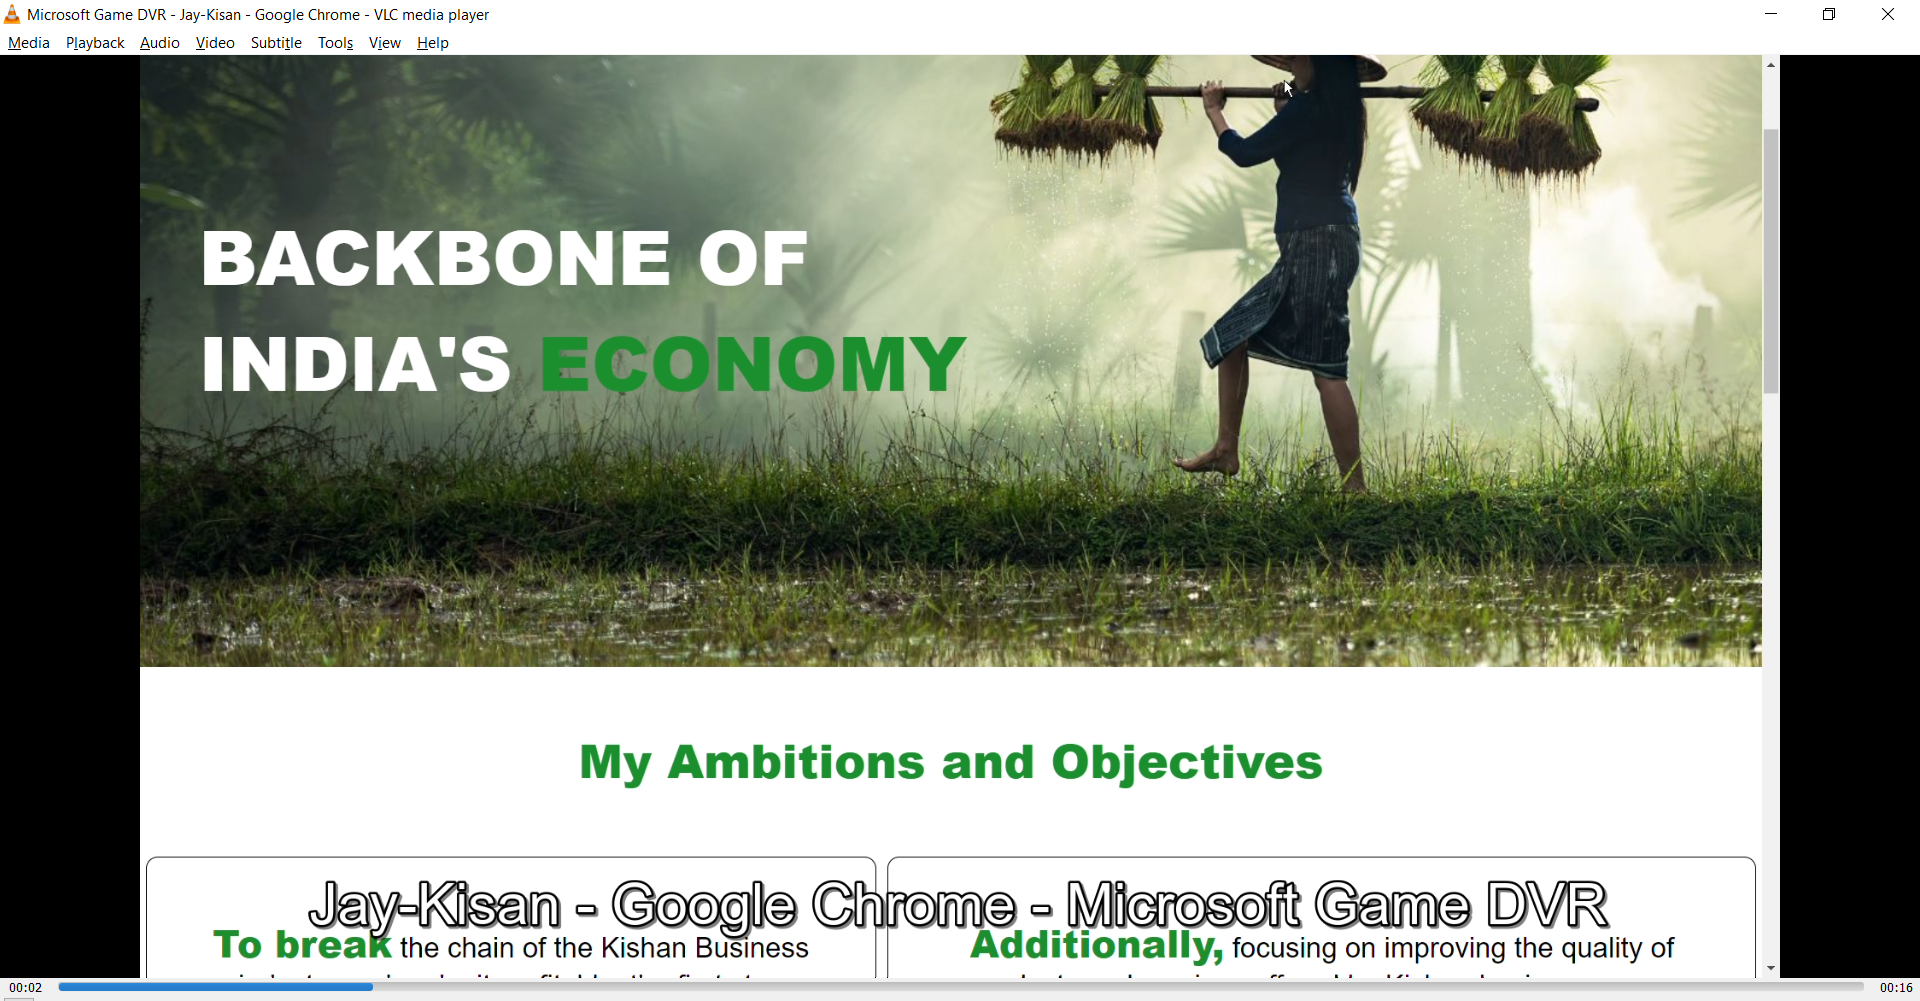 Microsoft Game DVR - Jay-Kisan - Google Chrome - VLC media player
Media Playback Audio Video Subtitle Tools View Help
BACKBONE OF
INDIA'S ECONOMY
My Ambitions and Objectives
Jay-Kisan - Google Chrome - Microsoft Game DVR
To break the chain of the Kishan Business
Additionally, focusing on improving the quality of
00:02
00:16